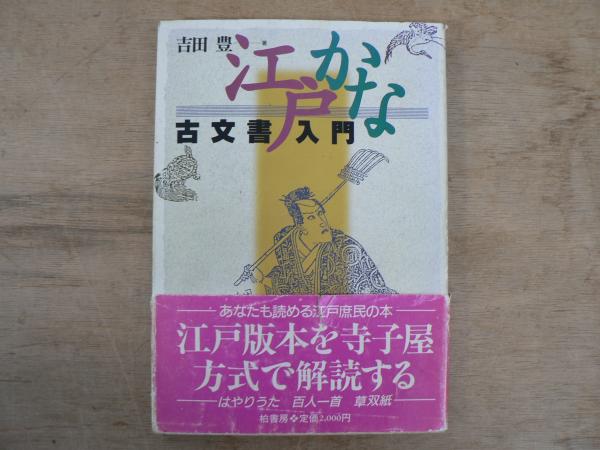 吉田 豊 著
江戸かな
古文書入門
あなたも読める江戸庶民の本
江戸版本を寺子屋
方式で解読する
はやりうた 百人一首 草双紙
柏書房❖定価2,000円